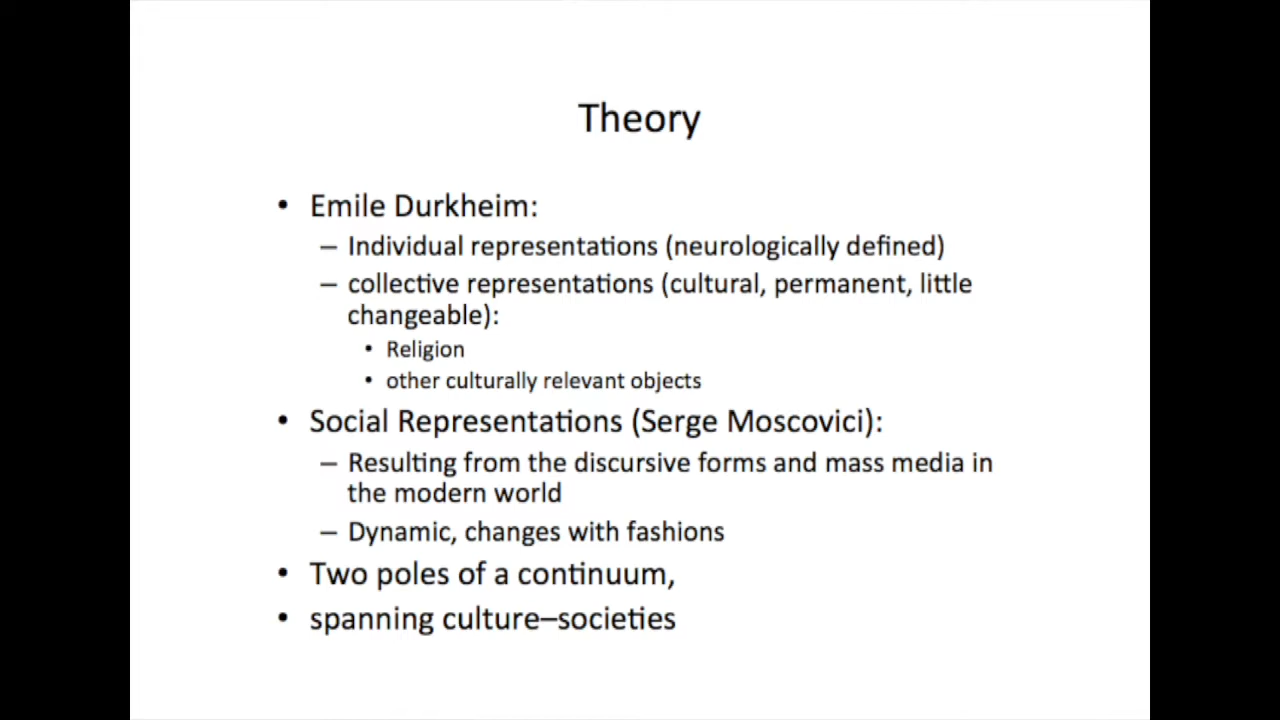 Theory
• Emile Durkheim:
– Individual representations (neurologically defined)
– collective representations (cultural, permanent, little
changeable):
• Religion
• other culturally relevant objects
• Social Representations (Serge Moscovici):
– Resulting from the discursive forms and mass media in
the modern world
– Dynamic, changes with fashions
• Two poles of a continuum,
• spanning culture–societies